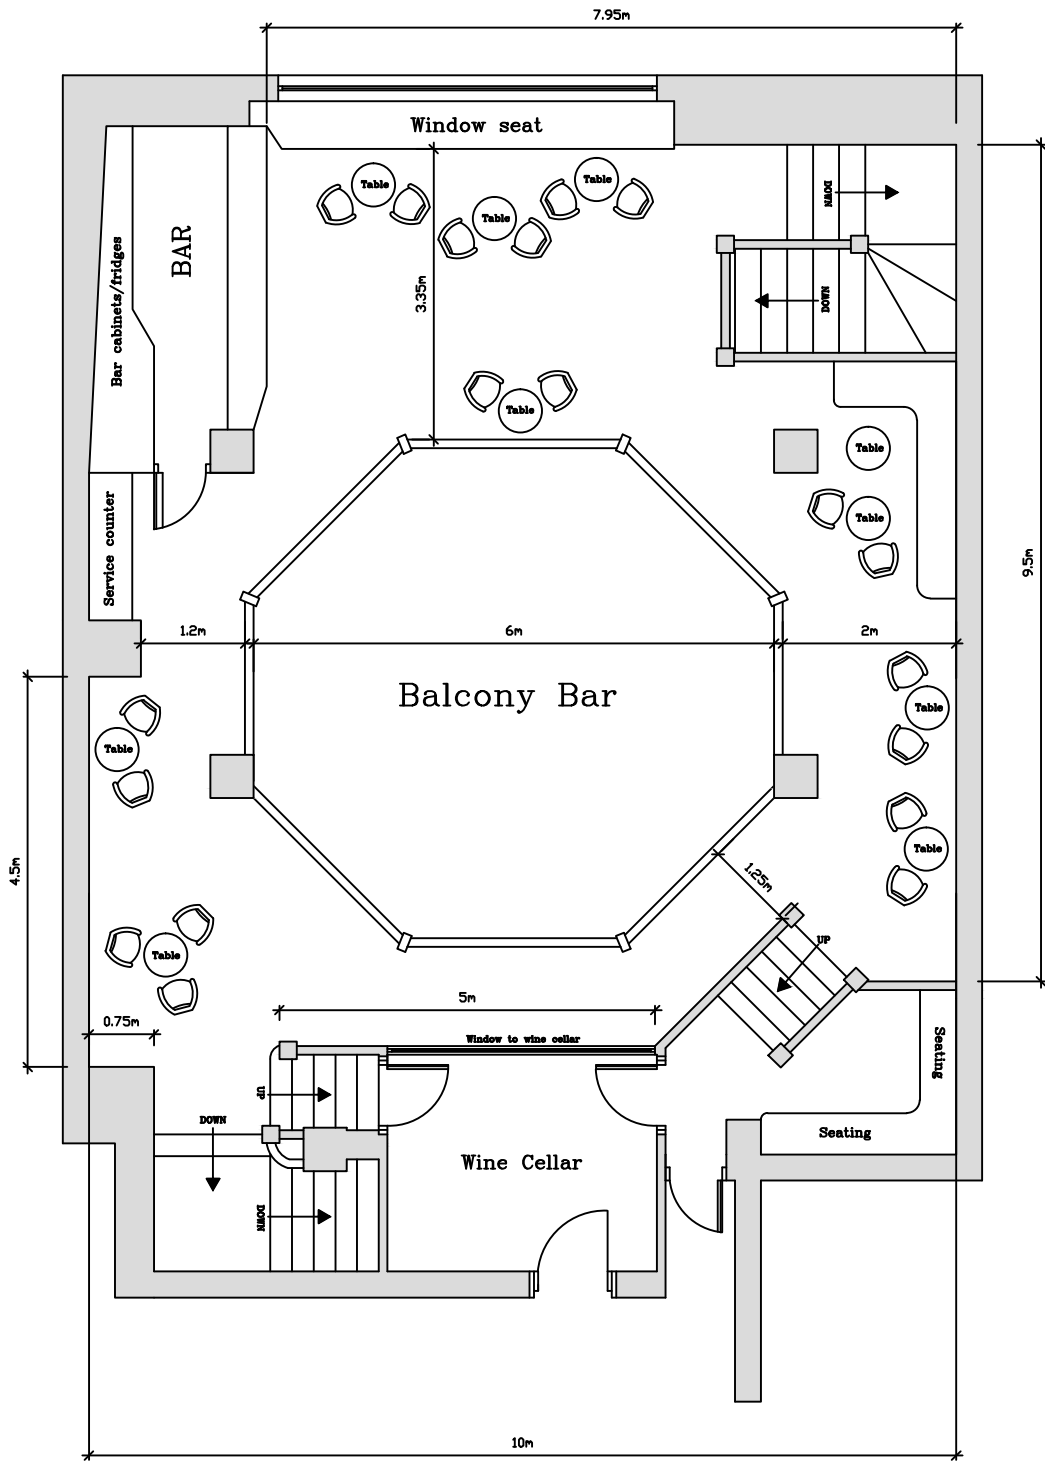 7.95m
Window seat
Table
Table
Table
DOWN
BAR
Bar cabinets/fridges
3.35m
DOWN
Table
Table
Table
Service counter
9.5m
1.2m
6m
2m
Balcony Bar
Table
Table
Table
4.5m
1.25m
UP
Table
5m
0.75m
Window to wine cellar
Seating
UP
DOWN
Seating
Wine Cellar
DOWN
10m